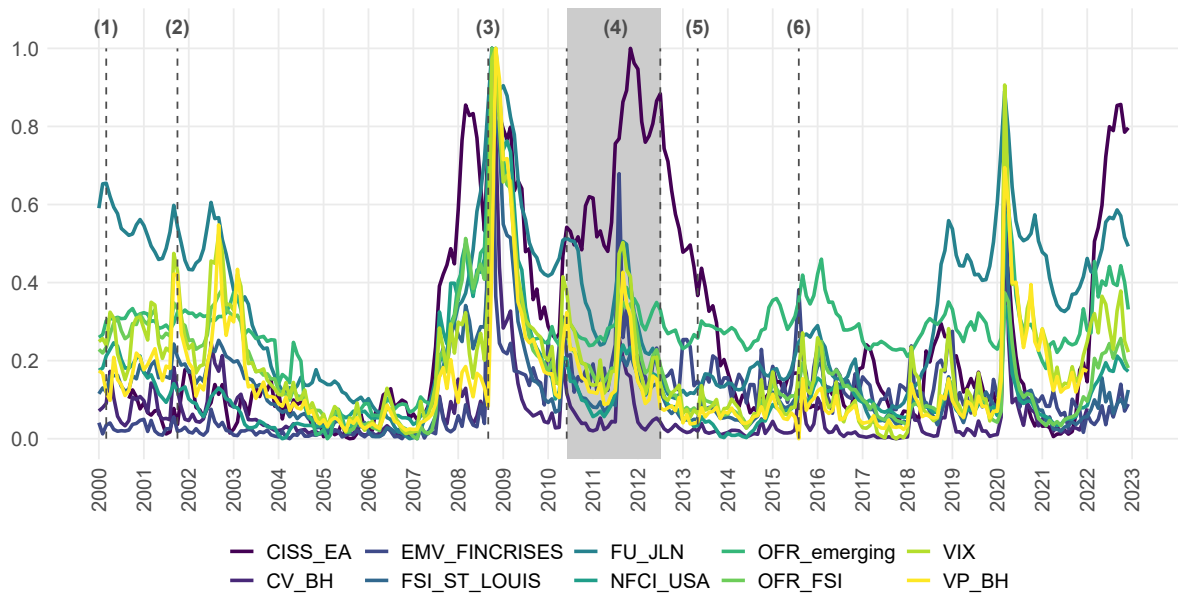 (1) (2) (3) (4) (5) (6)
1.0
0.8
0.6
0.4
0.2
0.0
2000 2001 2002 2003 2004 2005 2006 2007 2008 2009 2010 2011 2012 2013 2014 2015 2016 2017 2018 2019 2020 2021 2022 2023
CISS_EA EMV_FINCRISES FU_JLN OFR_emerging VIX
CV_BH FSI_ST_LOUIS NFCI_USA OFR_FSI VP_BH